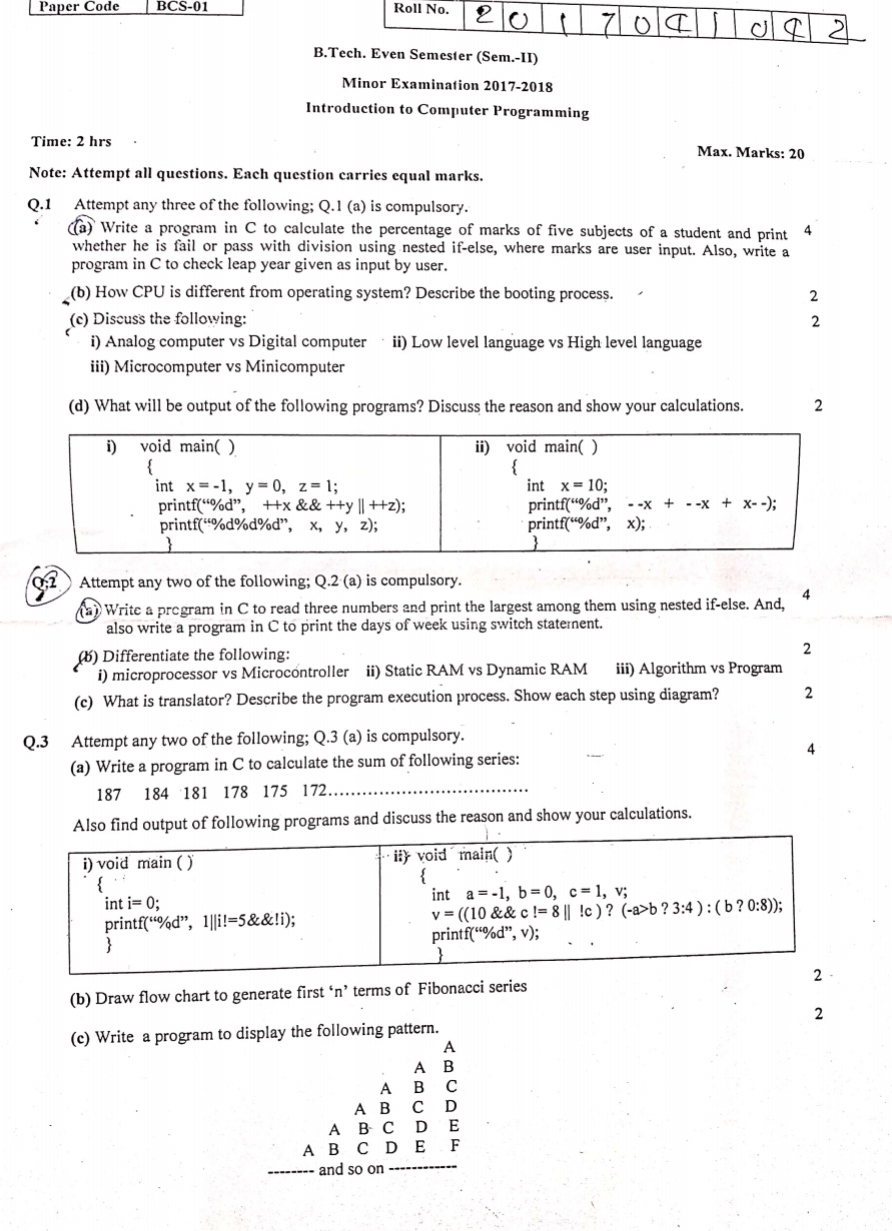 Paper Code BCS-01
Roll No. 2017041042
B.Tech. Even Semester (Sem.-II)
Minor Examination 2017-2018
Introduction to Computer Programming
Time: 2 hrs
Max. Marks: 20
Note: Attempt all questions. Each question carries equal marks.
Q.1 Attempt any three of the following; Q.1 (a) is compulsory.
(a) Write a program in C to calculate the percentage of marks of five subjects of a student and print 4
whether he is fail or pass with division using nested if-else, where marks are user input. Also, write a
program in C to check leap year given as input by user.
(b) How CPU is different from operating system? Describe the booting process. 2
(c) Discuss the following: 2
i) Analog computer vs Digital computer ii) Low level language vs High level language
iii) Microcomputer vs Minicomputer
(d) What will be output of the following programs? Discuss the reason and show your calculations. 2
i) void main( )
{
int x = -1, y = 0, z = 1;
printf(“%d”, ++x && ++y || ++z);
printf(“%d%d%d”, x, y, z);
}
ii) void main( )
{
int x = 10;
printf(“%d”, - -x + - -x + x- -);
printf(“%d”, x);
}
Q.2 Attempt any two of the following; Q.2 (a) is compulsory.
(a) Write a program in C to read three numbers and print the largest among them using nested if-else. And, 4
also write a program in C to print the days of week using switch statement.
(b) Differentiate the following: 2
i) microprocessor vs Microcontroller ii) Static RAM vs Dynamic RAM iii) Algorithm vs Program
(c) What is translator? Describe the program execution process. Show each step using diagram? 2
Q.3 Attempt any two of the following; Q.3 (a) is compulsory.
(a) Write a program in C to calculate the sum of following series: 4
187 184 181 178 175 172...................................
Also find output of following programs and discuss the reason and show your calculations.
i) void main ( )
{
int i= 0;
printf(“%d”, 1||i!=5&&!i);
}
ii) void main( )
{
int a = -1, b = 0, c = 1, v;
v = ((10 && c != 8 || !c ) ? (-a>b ? 3:4 ) : ( b ? 0:8));
printf(“%d”, v);
}
(b) Draw flow chart to generate first ‘n’ terms of Fibonacci series 2
(c) Write a program to display the following pattern. 2
A
A B
A B C
A B C D
A B C D E
A B C D E F
-------- and so on ------------